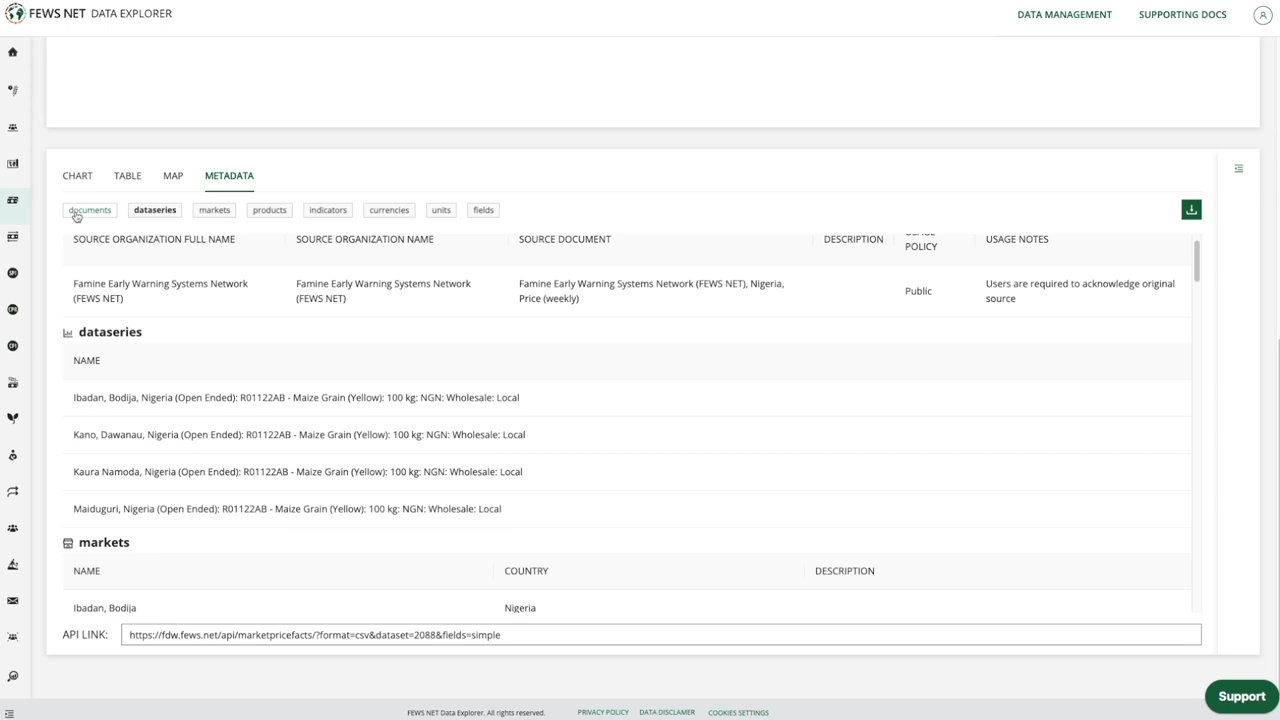 FEWS NET DATA EXPLORER
DATA MANAGEMENT
SUPPORTING DOCS
CHART
TABLE
MAP
METADATA
documents
dataseries
markets
products
indicators
currencies
units
fields
SOURCE ORGANIZATION FULL NAME
SOURCE ORGANIZATION NAME
SOURCE DOCUMENT
DESCRIPTION
USAGE
POLICY
USAGE NOTES
Famine Early Warning Systems Network
(FEWS NET)
Famine Early Warning Systems Network
(FEWS NET)
Famine Early Warning Systems Network (FEWS NET), Nigeria,
Price (weekly)
Public
Users are required to acknowledge original
source
dataseries
NAME
Ibadan, Bodija, Nigeria (Open Ended): R01122AB - Maize Grain (Yellow): 100 kg: NGN: Wholesale: Local
Kano, Dawanau, Nigeria (Open Ended): R01122AB - Maize Grain (Yellow): 100 kg: NGN: Wholesale: Local
Kaura Namoda, Nigeria (Open Ended): R01122AB - Maize Grain (Yellow): 100 kg: NGN: Wholesale: Local
Maiduguri, Nigeria (Open Ended): R01122AB - Maize Grain (Yellow): 100 kg: NGN: Wholesale: Local
markets
NAME
COUNTRY
DESCRIPTION
Ibadan, Bodija
Nigeria
API LINK:
https://fdw.fews.net/api/marketpricefacts/?format=csv&dataset=2088&fields=simple
Support
FEWS NET Data Explorer. All rights reserved.
PRIVACY POLICY
DATA DISCLAMER
COOKIES SETTINGS